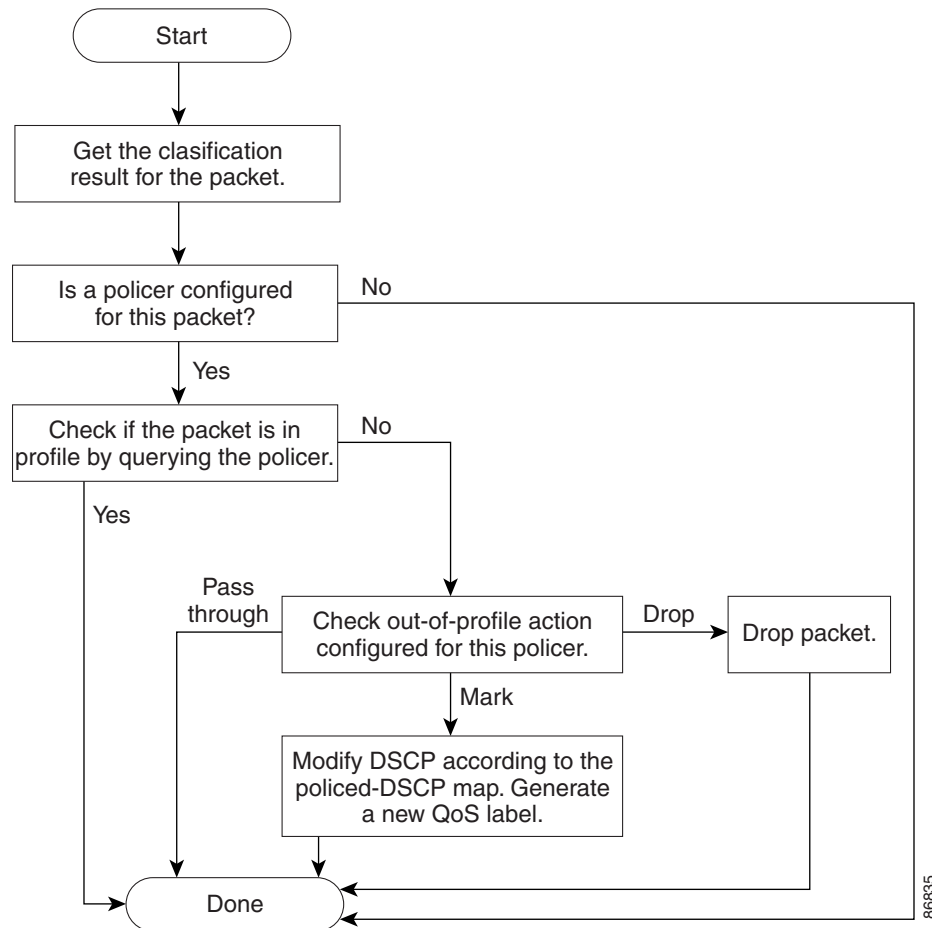 Start
Get the clasification
result for the packet.
Is a policer configured
for this packet?
No
Yes
Check if the packet is in
profile by querying the policer.
No
Yes
Pass
through
Check out-of-profile action
configured for this policer.
Drop
Drop packet.
Mark
Modify DSCP according to the
policed-DSCP map. Generate
a new QoS label.
Done
86835